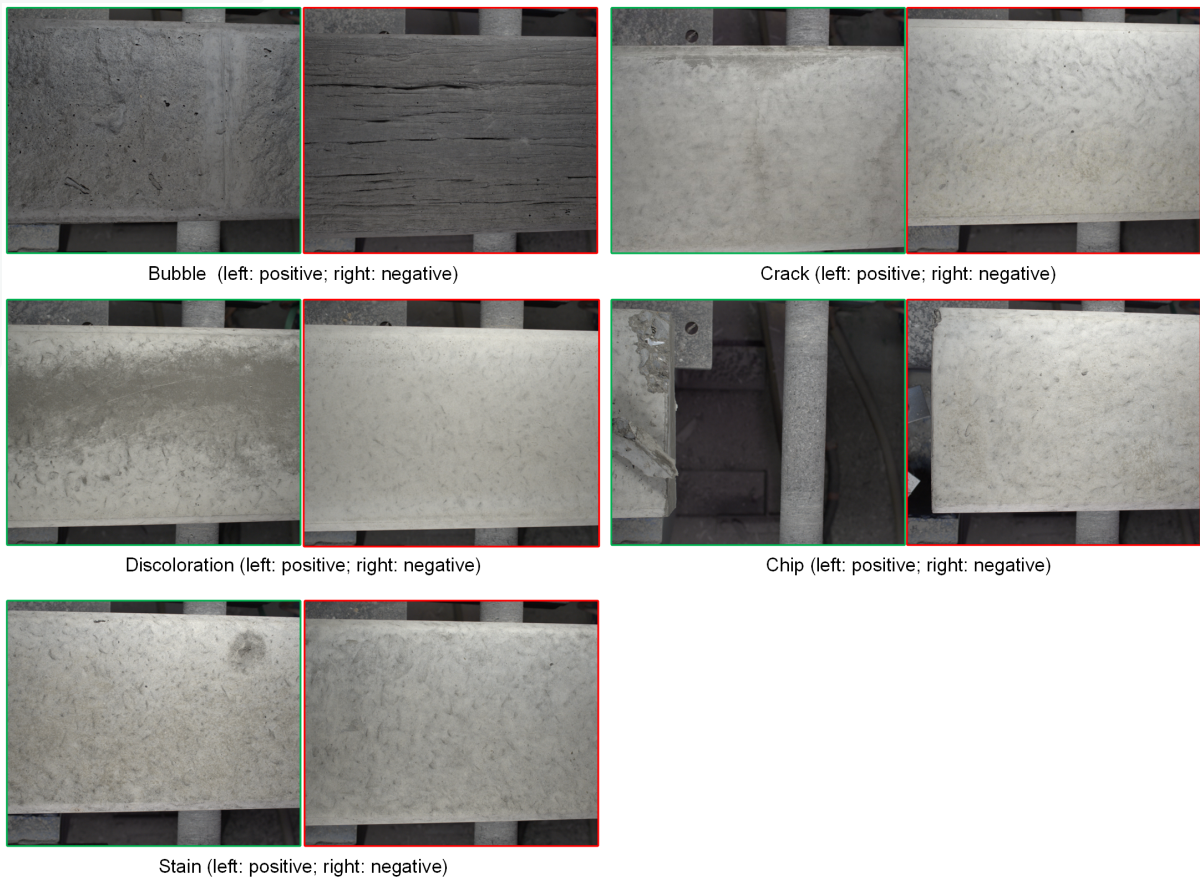 Bubble (left: positive; right: negative)
Crack (left: positive; right: negative)
Discoloration (left: positive; right: negative)
Chip (left: positive; right: negative)
Stain (left: positive; right: negative)